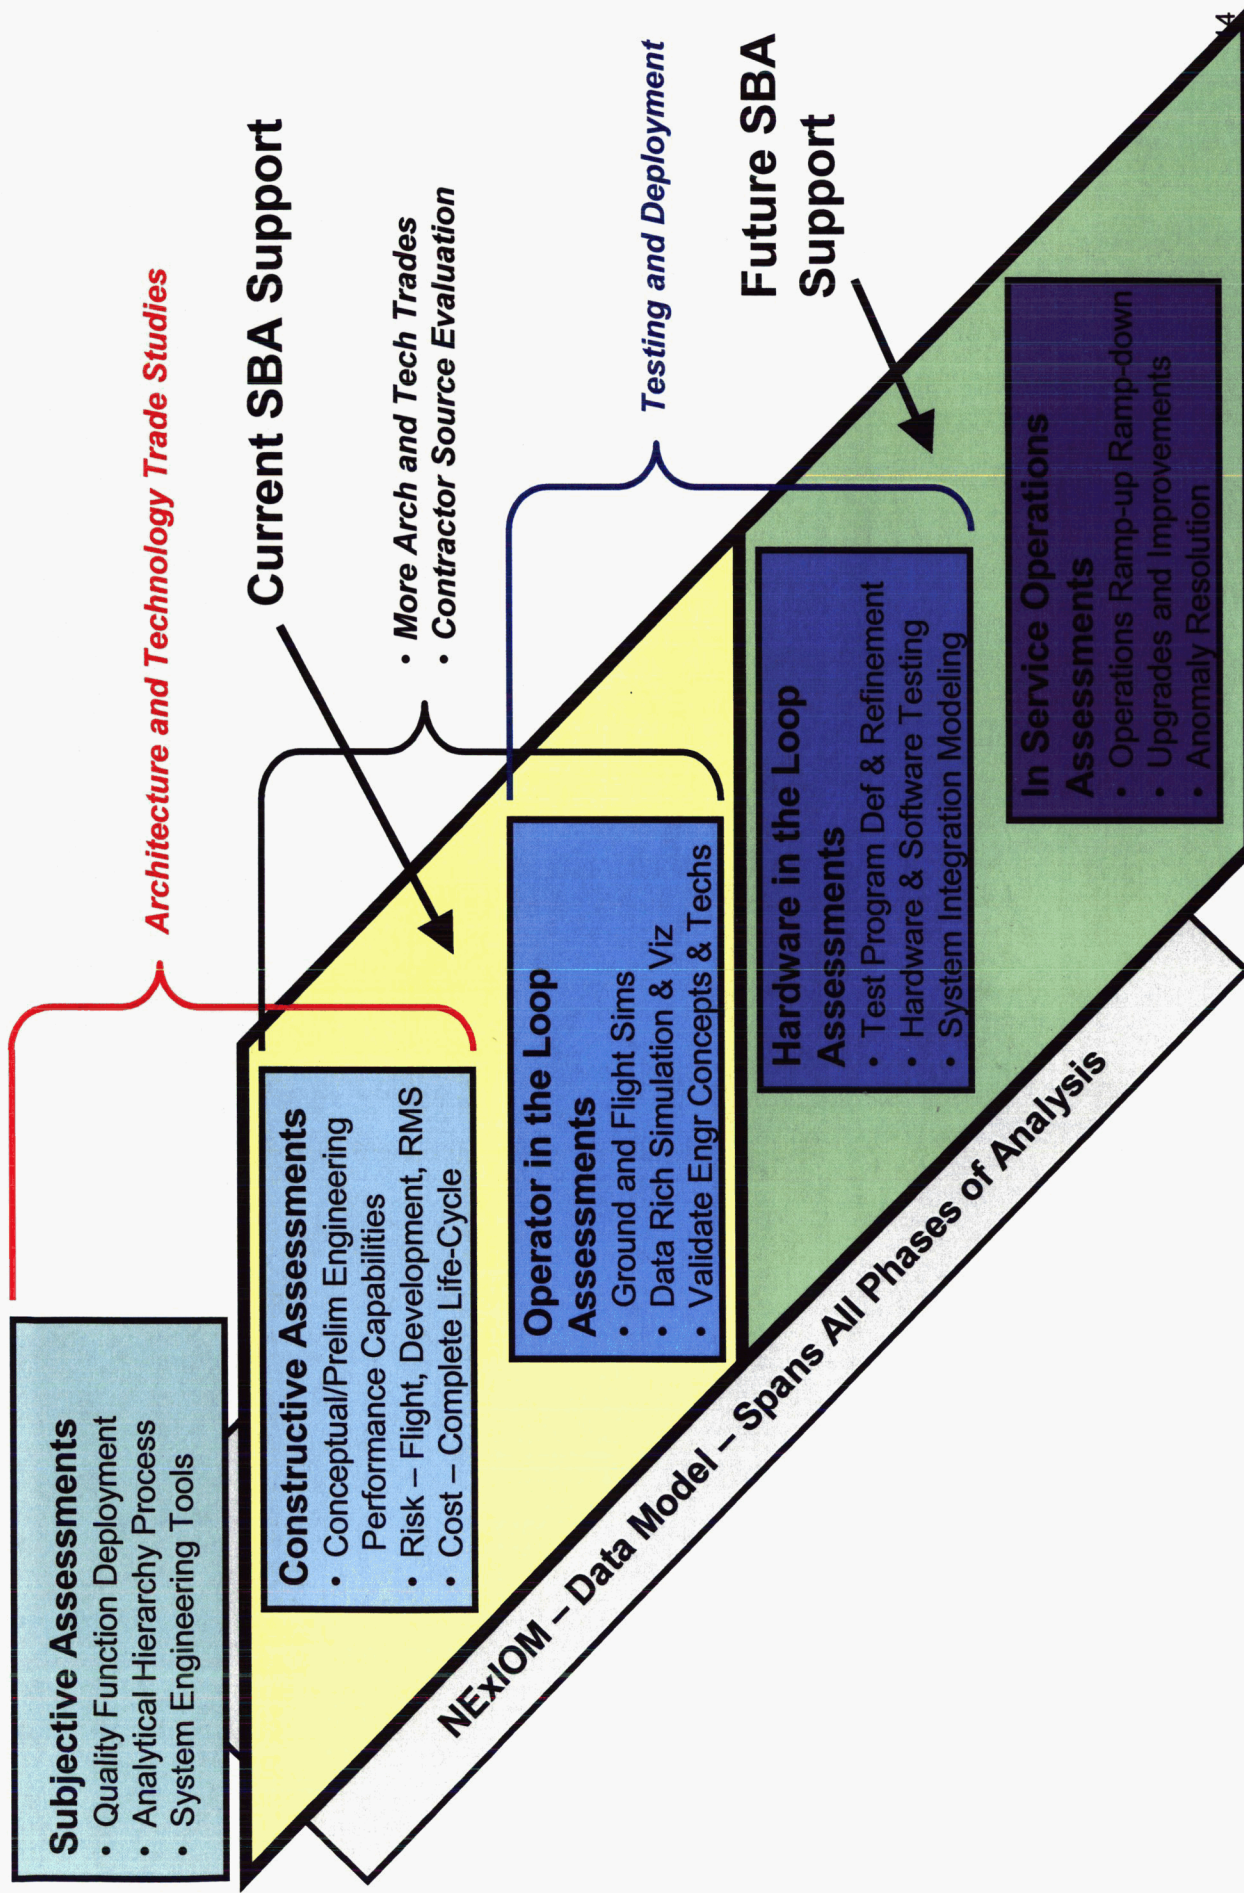 Subjective Assessments
• Quality Function Deployment
• Analytical Hierarchy Process
• System Engineering Tools
Architecture and Technology Trade Studies
Constructive Assessments
• Conceptual/Prelim Engineering
Performance Capabilities
• Risk – Flight, Development, RMS
• Cost – Complete Life-Cycle
Current SBA Support
• More Arch and Tech Trades
• Contractor Source Evaluation
Operator in the Loop
Assessments
• Ground and Flight Sims
• Data Rich Simulation & Viz
• Validate Engr Concepts & Techs
Testing and Deployment
Hardware in the Loop
Assessments
• Test Program Def & Refinement
• Hardware & Software Testing
• System Integration Modeling
Future SBA
Support
In Service Operations
Assessments
• Operations Ramp-up Ramp-down
• Upgrades and Improvements
• Anomaly Resolution
NExIOM – Data Model – Spans All Phases of Analysis